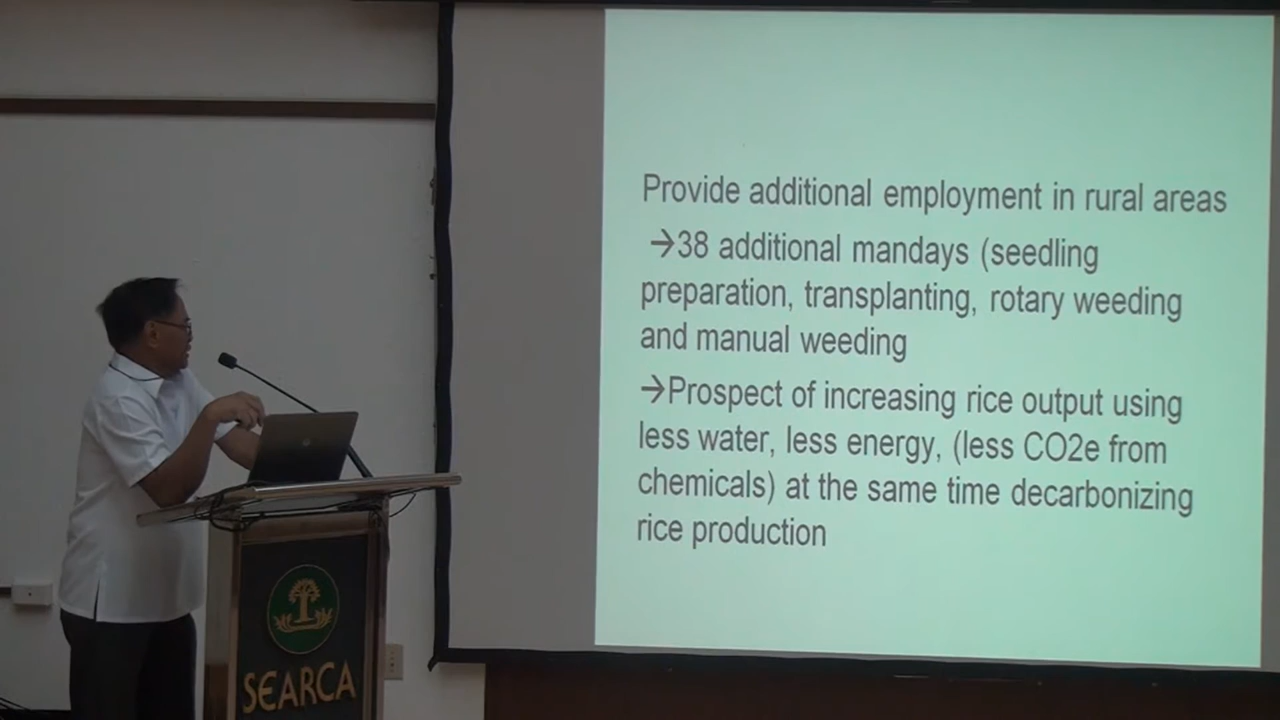 Provide additional employment in rural areas
→38 additional mandays (seedling
preparation, transplanting, rotary weeding
and manual weeding
→Prospect of increasing rice output using
less water, less energy, (less CO2e from
chemicals) at the same time decarbonizing
rice production
SEARCA